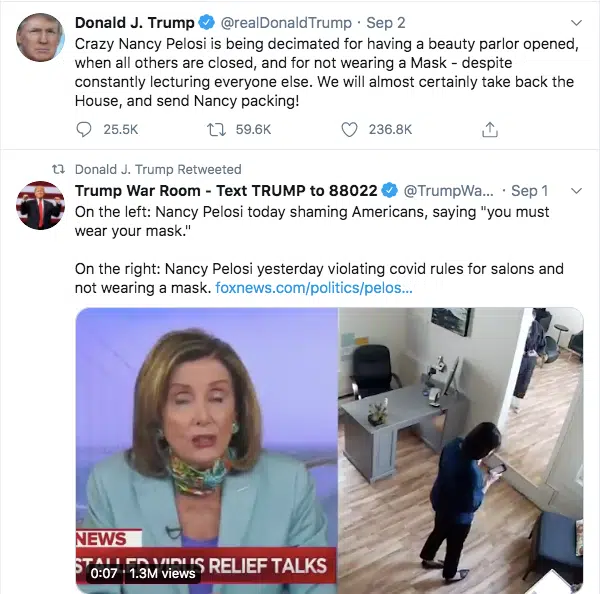 Donald J. Trump @realDonaldTrump · Sep 2
Crazy Nancy Pelosi is being decimated for having a beauty parlor opened,
when all others are closed, and for not wearing a Mask - despite
constantly lecturing everyone else. We will almost certainly take back the
House, and send Nancy packing!
25.5K 59.6K 236.8K
Donald J. Trump Retweeted
Trump War Room - Text TRUMP to 88022 @TrumpWa... · Sep 1
On the left: Nancy Pelosi today shaming Americans, saying "you must
wear your mask."
On the right: Nancy Pelosi yesterday violating covid rules for salons and
not wearing a mask. foxnews.com/politics/pelos...
NEWS
STALLED VIRUS RELIEF TALKS
0:07 1.3M views